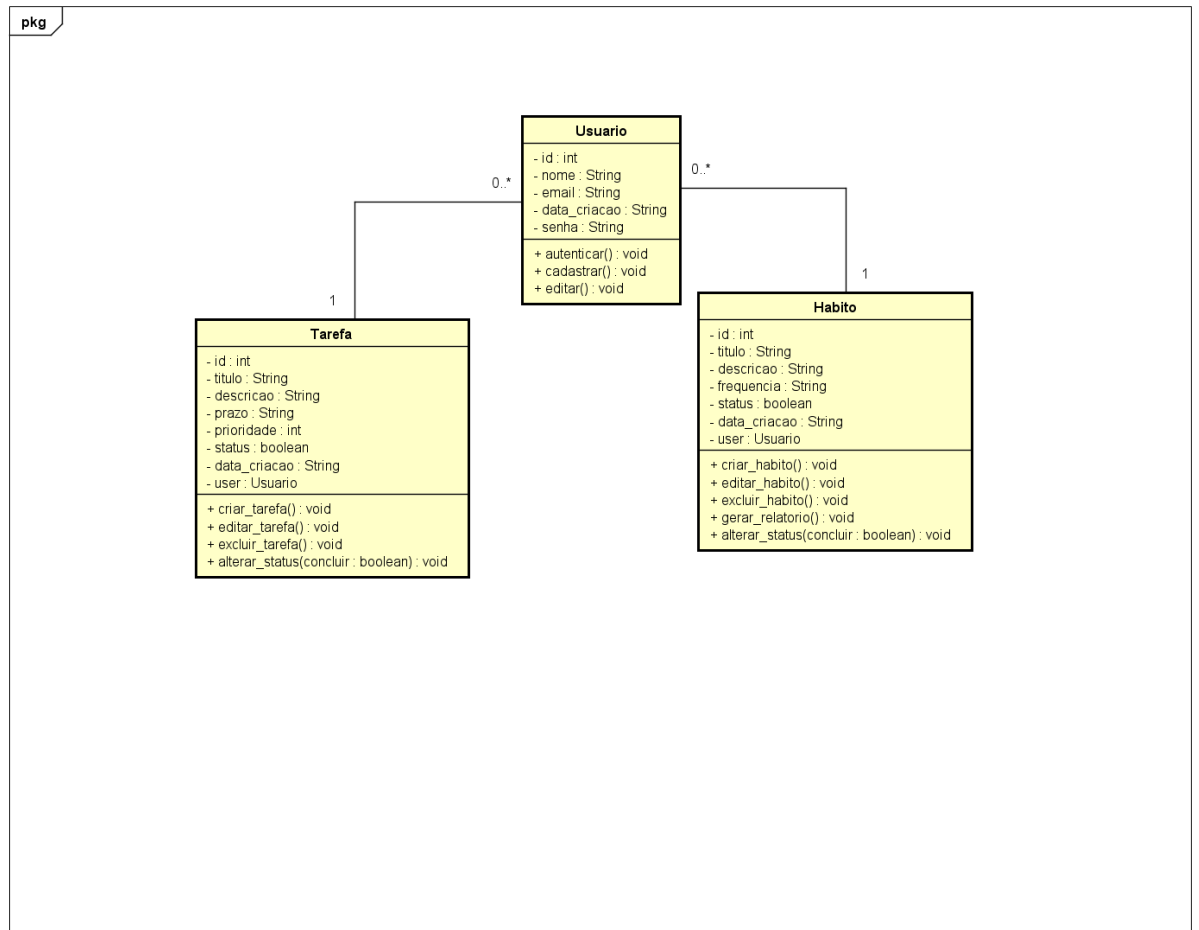 pkg
Usuario
- id : int
- nome : String
- email : String
- data_criacao : String
- senha : String
+ autenticar() : void
+ cadastrar() : void
+ editar() : void
0..*
0..*
1
1
Tarefa
- id : int
- titulo : String
- descricao : String
- prazo : String
- prioridade : int
- status : boolean
- data_criacao : String
- user : Usuario
+ criar_tarefa() : void
+ editar_tarefa() : void
+ excluir_tarefa() : void
+ alterar_status(concluir : boolean) : void
Habito
- id : int
- titulo : String
- descricao : String
- frequencia : String
- status : boolean
- data_criacao : String
- user : Usuario
+ criar_habito() : void
+ editar_habito() : void
+ excluir_habito() : void
+ gerar_relatorio() : void
+ alterar_status(concluir : boolean) : void